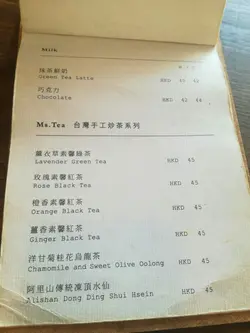 Milk
抹茶鮮奶
Green Tea Latte HKD 45 42
巧克力
Chocolate HKD 42 44
Ms.Tea 台灣手工炒茶系列
薰衣草素馨綠茶
Lavender Green Tea HKD 45
玫瑰素馨紅茶
Rose Black Tea HKD 45
橙香素馨紅茶
Orange Black Tea HKD 45
薑香素馨紅茶
Ginger Black Tea HKD 45
洋甘菊桂花烏龍茶
Chamomile and Sweet Olive Oolong HKD 45
阿里山傳統凍頂水仙
Alishan Dong Ding Shui Hsein HKD 45